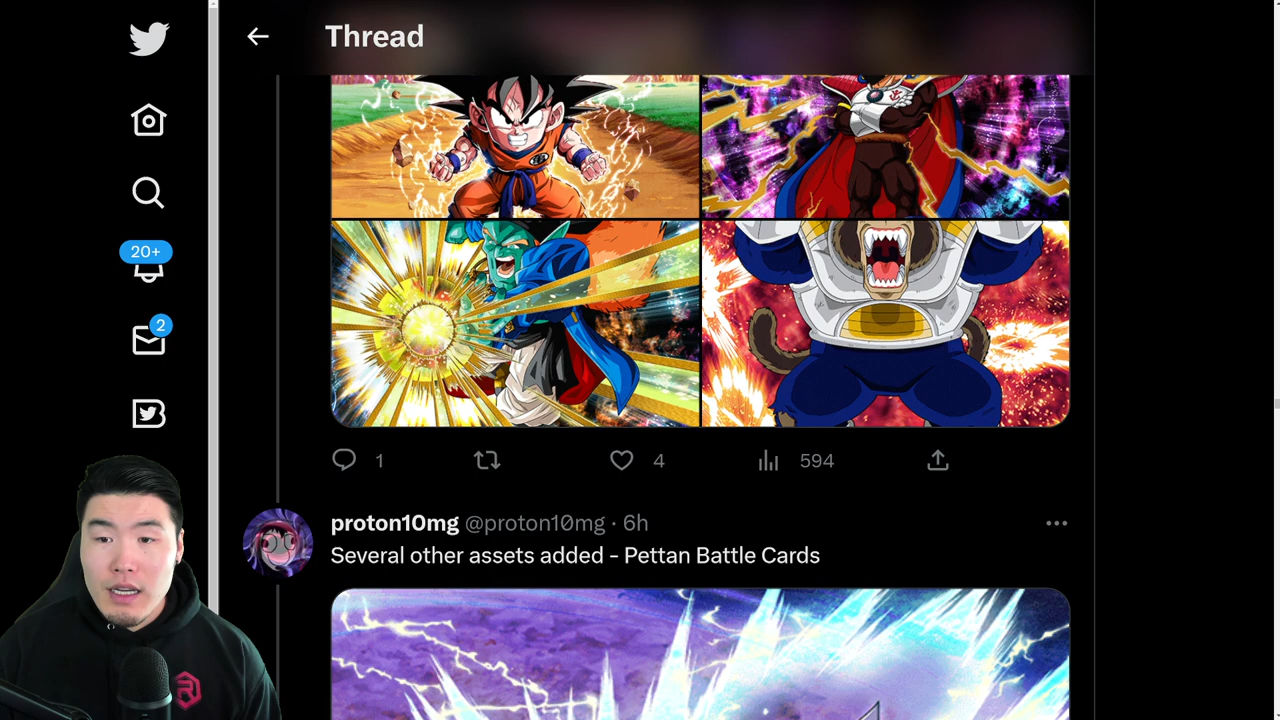 Thread
20+
2
1
4
594
proton10mg @proton10mg · 6h
Several other assets added - Pettan Battle Cards